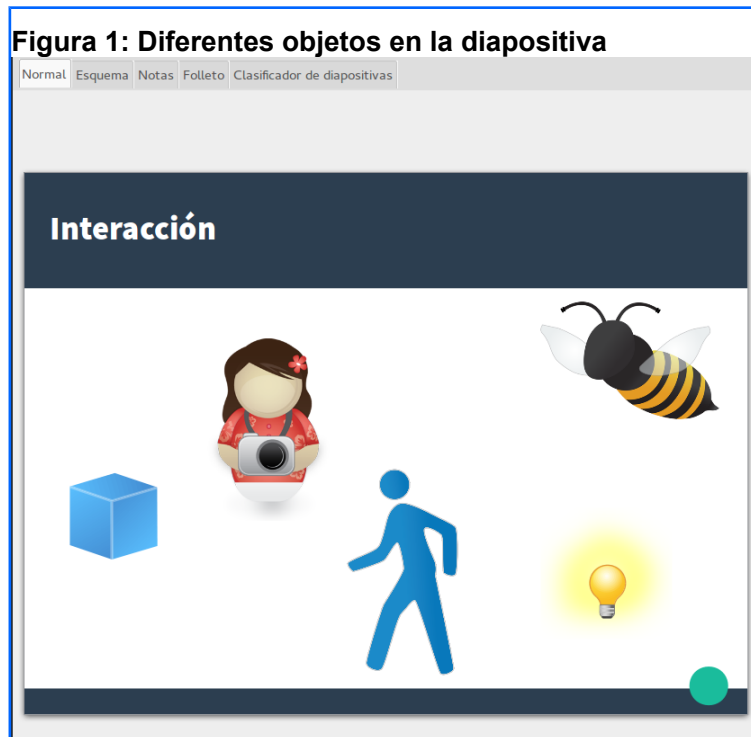 Figura 1: Diferentes objetos en la diapositiva
Normal Esquema Notas Folleto Clasificador de diapositivas
Interacción